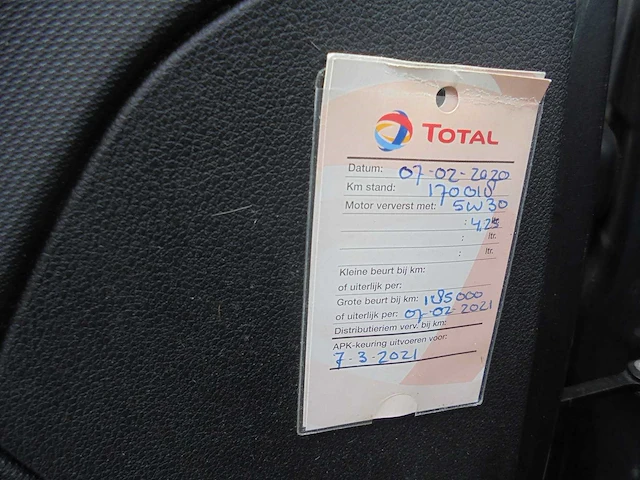 TOTAL
Datum: 07-02-2020
Km stand: 170010
Motor ververst met: 5W30
: 4.25 ltr.
: ltr.
: ltr.
Kleine beurt bij km:
of uiterlijk per:
Grote beurt bij km: 185000
of uiterlijk per: 07-02-2021
Distributieriem verv. bij km:
APK-keuring uitvoeren voor:
7-3-2021